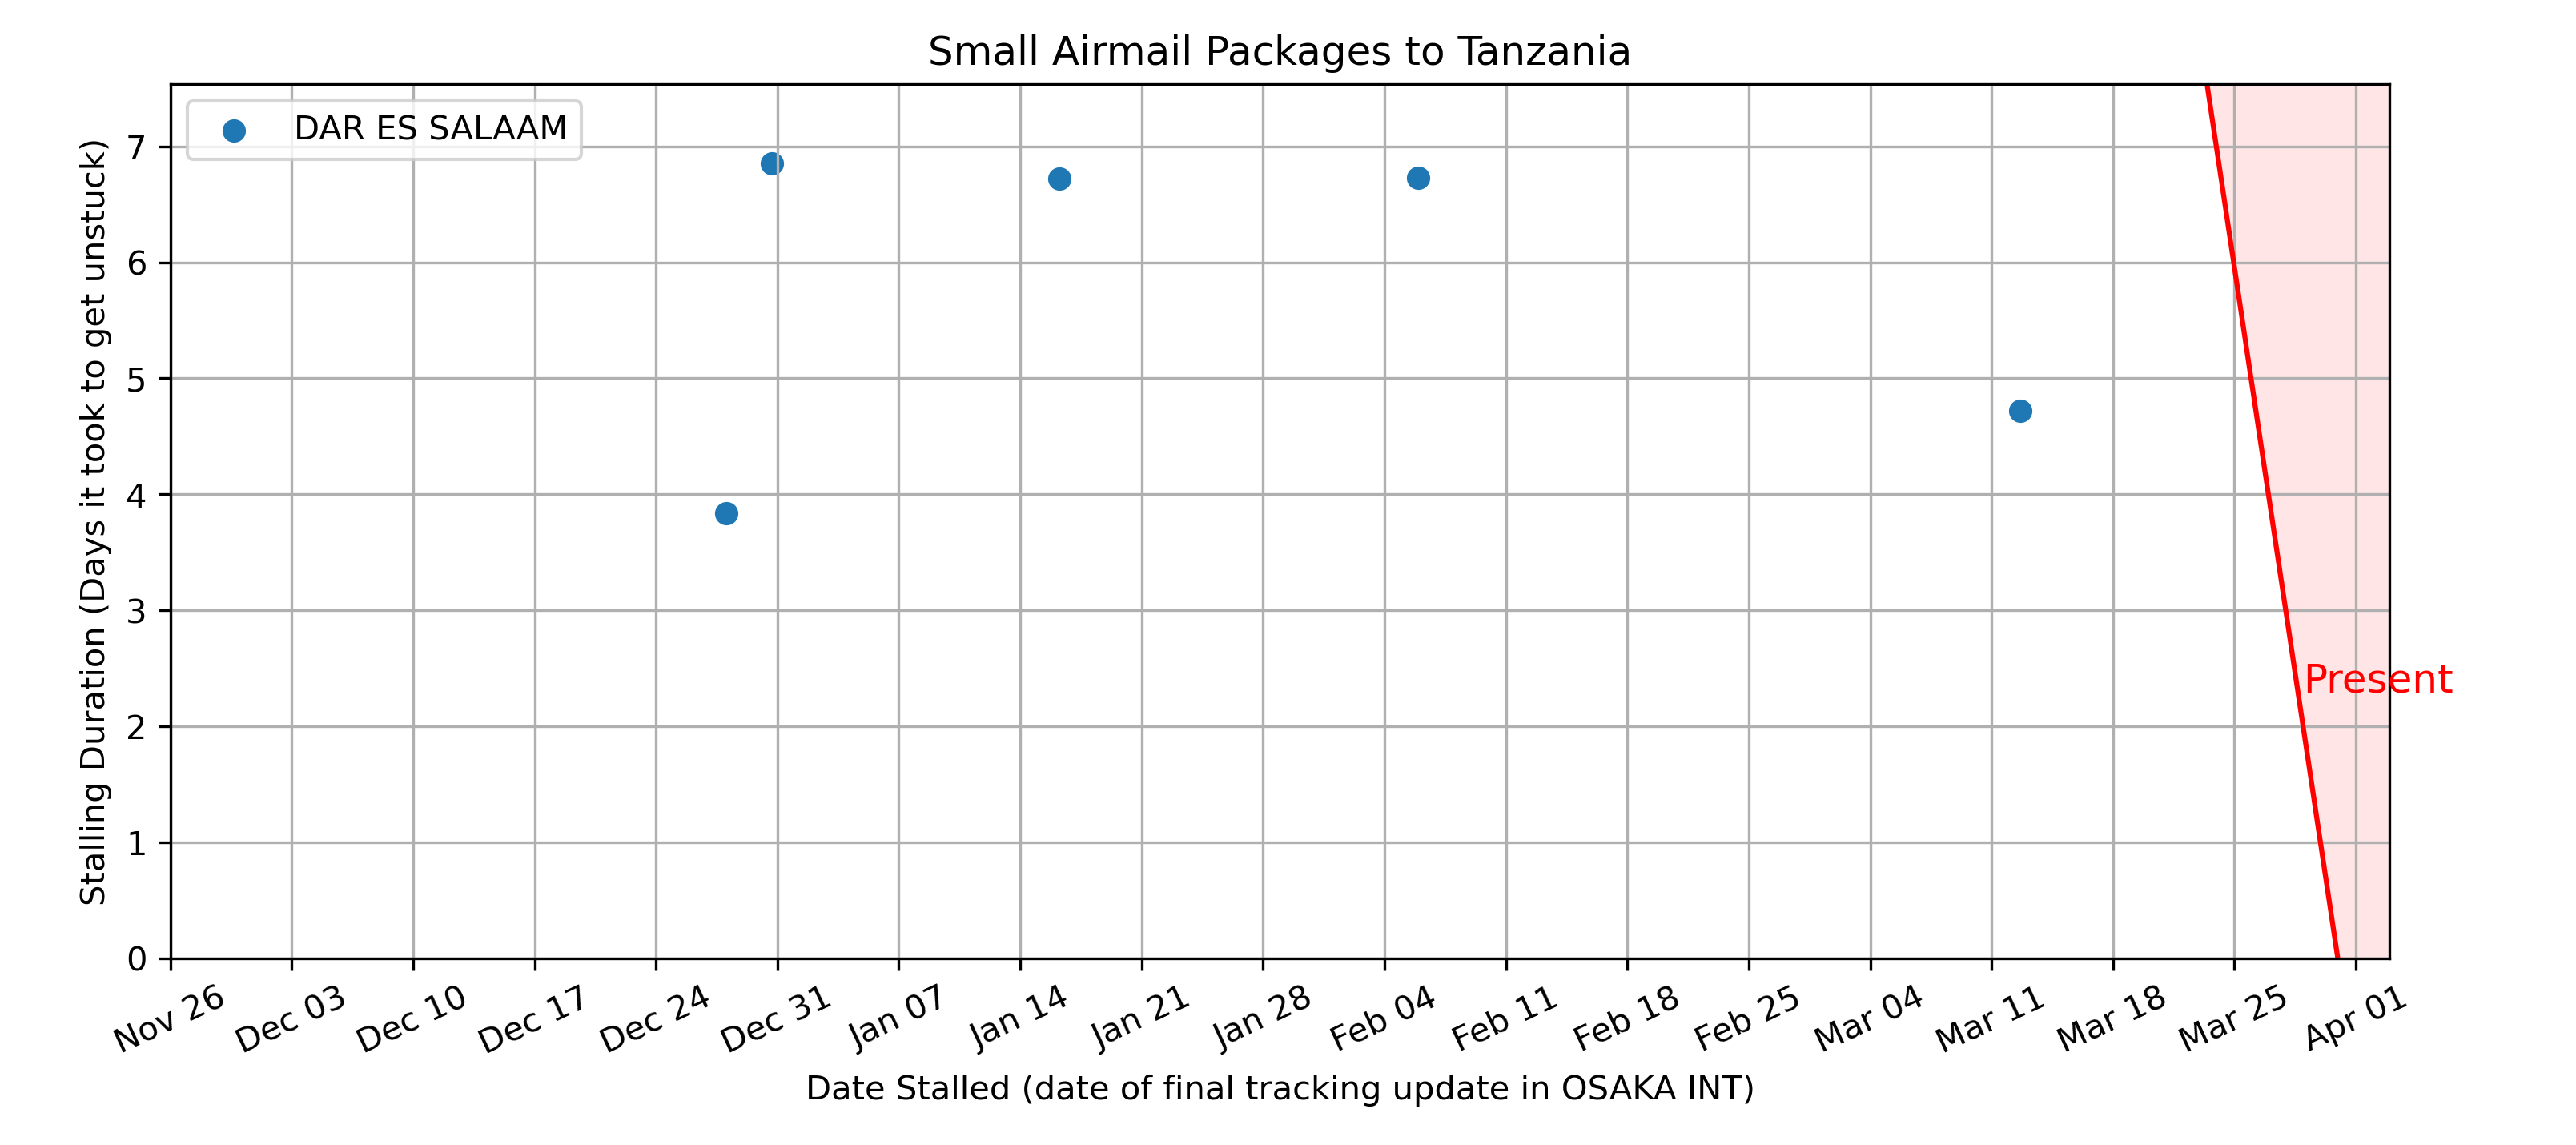 Small Airmail Packages to Tanzania
DAR ES SALAAM
Stalling Duration (Days it took to get unstuck)
7
6
5
4
3
2
1
0
Present
Nov 26
Dec 03
Dec 10
Dec 17
Dec 24
Dec 31
Jan 07
Jan 14
Jan 21
Jan 28
Feb 04
Feb 11
Feb 18
Feb 25
Mar 04
Mar 11
Mar 18
Mar 25
Apr 01
Date Stalled (date of final tracking update in OSAKA INT)